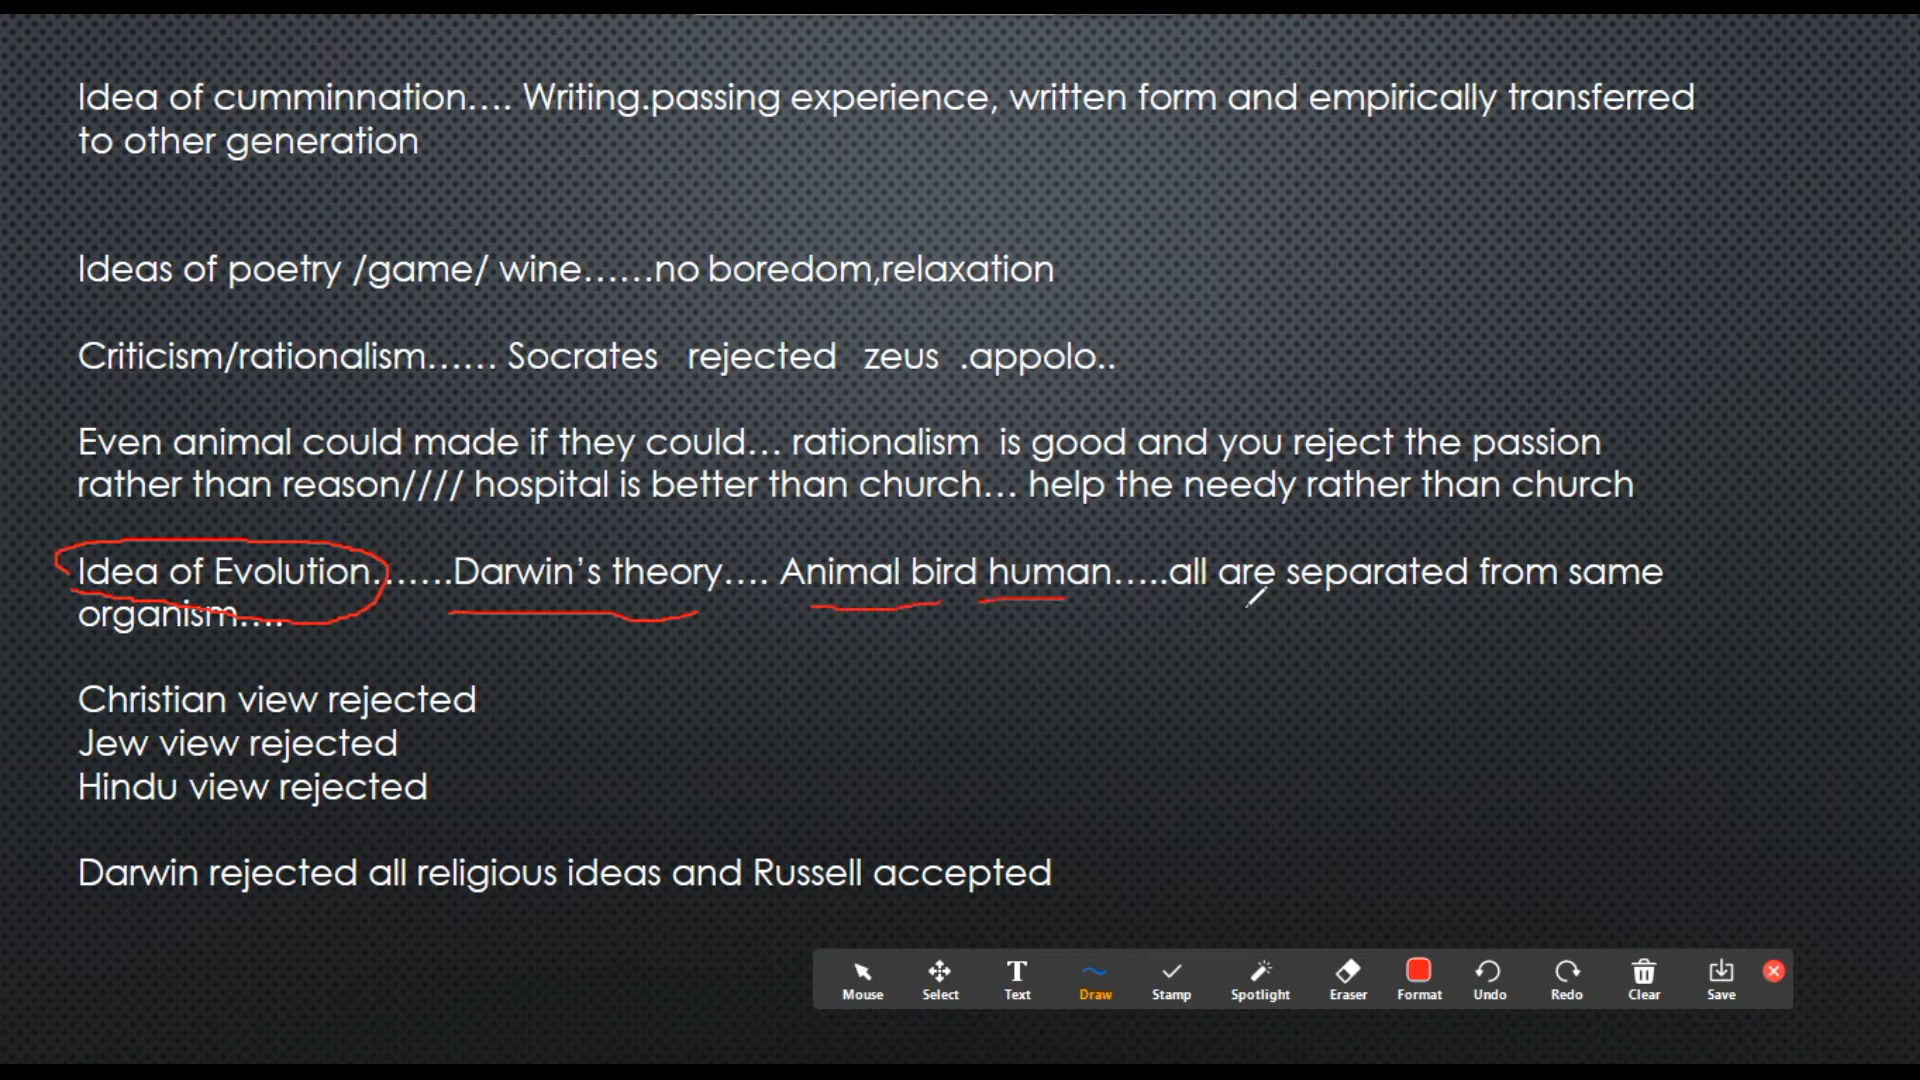 Idea of cumminnation.... Writing.passing experience, written form and empirically transferred
to other generation
Ideas of poetry /game/ wine......no boredom,relaxation
Criticism/rationalism...... Socrates rejected zeus .appolo..
Even animal could made if they could... rationalism is good and you reject the passion
rather than reason//// hospital is better than church... help the needy rather than church
Idea of Evolution.......Darwin's theory.... Animal bird human.....all are separated from same
organism....
Christian view rejected
Jew view rejected
Hindu view rejected
Darwin rejected all religious ideas and Russell accepted
Mouse Select Text Draw Stamp Spotlight Eraser Format Undo Redo Clear Save